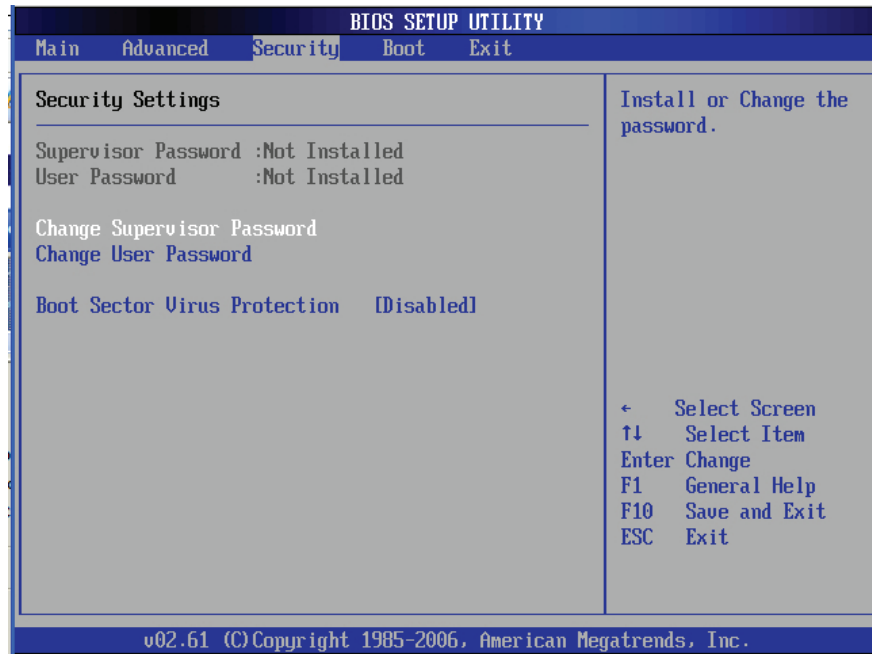 BIOS SETUP UTILITY
Main Advanced Security Boot Exit
Security Settings
Supervisor Password :Not Installed
User Password :Not Installed
Change Supervisor Password
Change User Password
Boot Sector Virus Protection [Disabled]
Install or Change the
password.
← Select Screen
↑↓ Select Item
Enter Change
F1 General Help
F10 Save and Exit
ESC Exit
v02.61 (C)Copyright 1985-2006, American Megatrends, Inc.